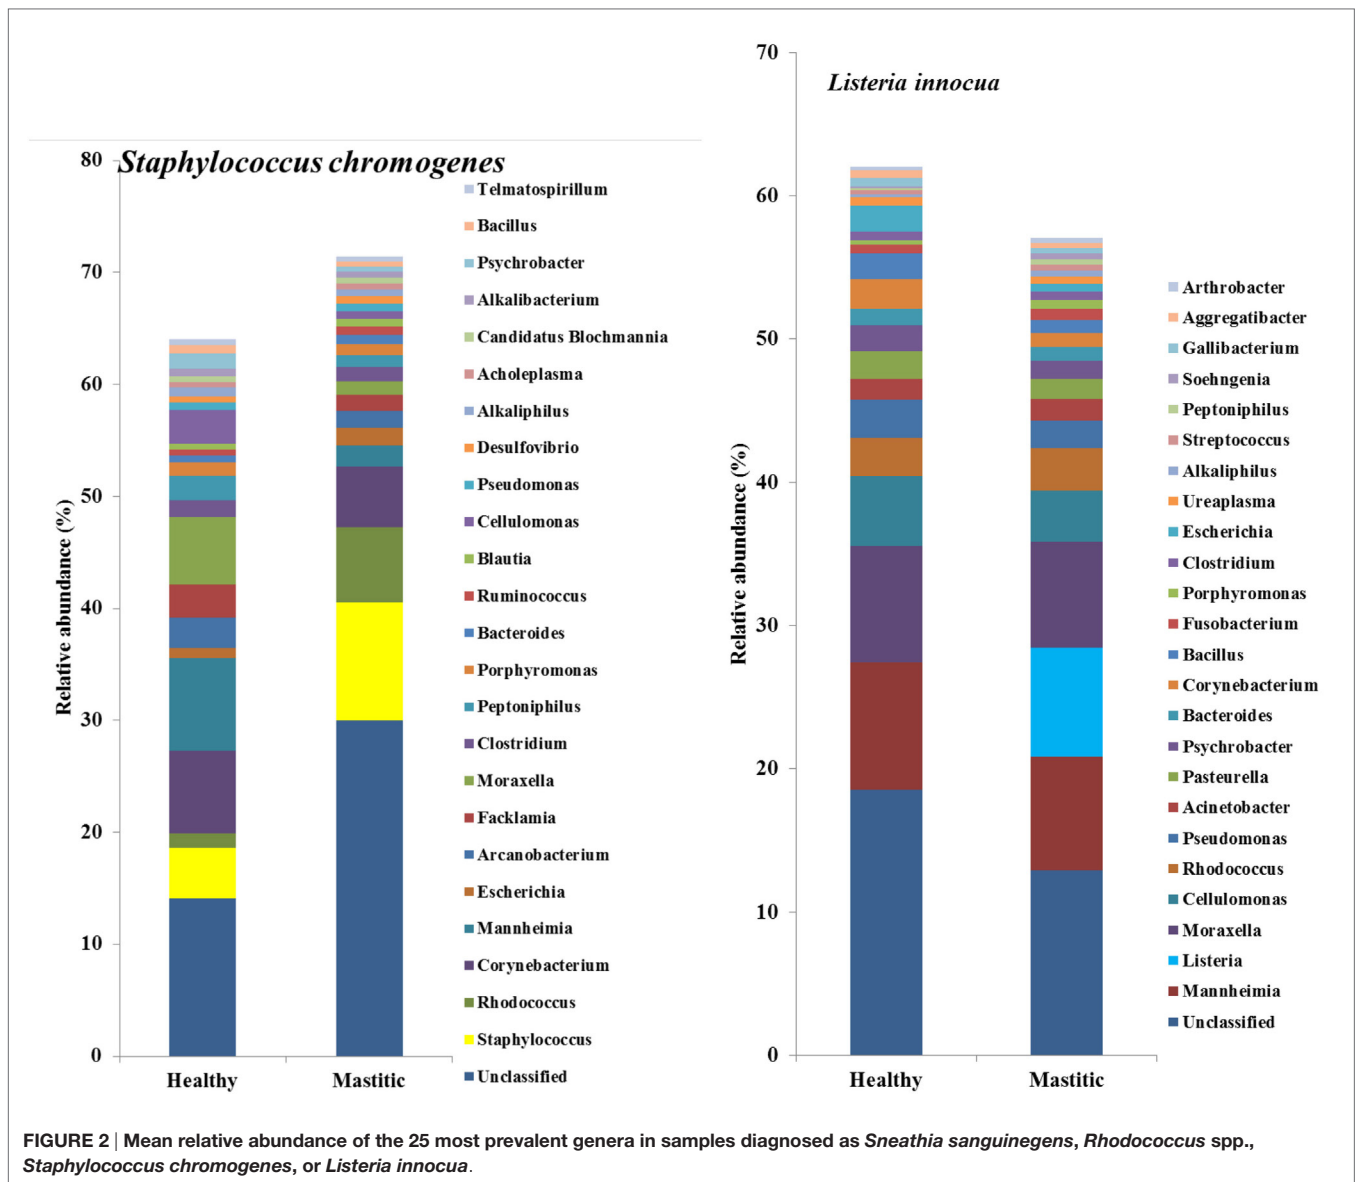 Staphylococcus chromogenes
80
70
60
50
40
30
20
10
0
Relative abundance (%)
Healthy
Mastitic
Telmatospirillum
Bacillus
Psychrobacter
Alkalibacterium
Candidatus Blochmannia
Acholeplasma
Alkaliphilus
Desulfovibrio
Pseudomonas
Cellulomonas
Blautia
Ruminococcus
Bacteroides
Porphyromonas
Peptoniphilus
Clostridium
Moraxella
Facklamia
Arcanobacterium
Escherichia
Mannheimia
Corynebacterium
Rhodococcus
Staphylococcus
Unclassified
Listeria innocua
70
60
50
40
30
20
10
0
Relative abundance (%)
Healthy
Mastitic
Arthrobacter
Aggregatibacter
Gallibacterium
Soehngenia
Peptoniphilus
Streptococcus
Alkaliphilus
Ureaplasma
Escherichia
Clostridium
Porphyromonas
Fusobacterium
Bacillus
Corynebacterium
Bacteroides
Psychrobacter
Pasteurella
Acinetobacter
Pseudomonas
Rhodococcus
Cellulomonas
Moraxella
Listeria
Mannheimia
Unclassified
FIGURE 2 | Mean relative abundance of the 25 most prevalent genera in samples diagnosed as Sneathia sanguinegens, Rhodococcus spp.,
Staphylococcus chromogenes, or Listeria innocua.